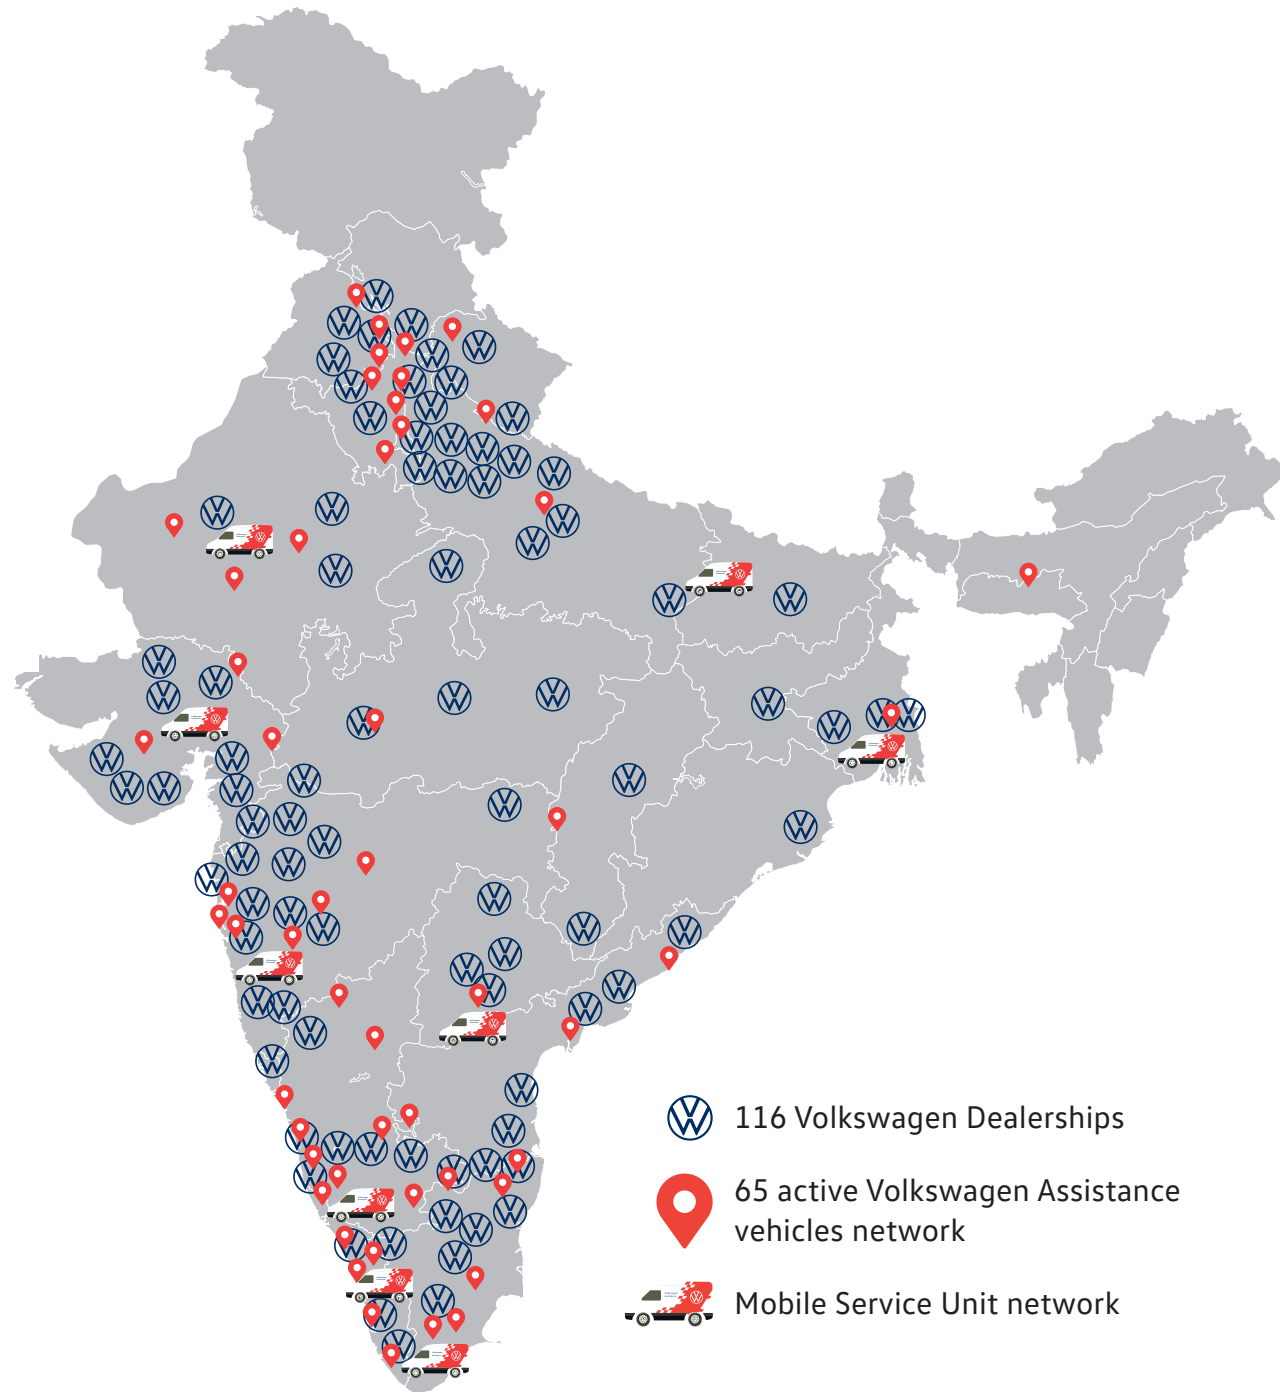 116 Volkswagen Dealerships
65 active Volkswagen Assistance
vehicles network
Mobile Service Unit network